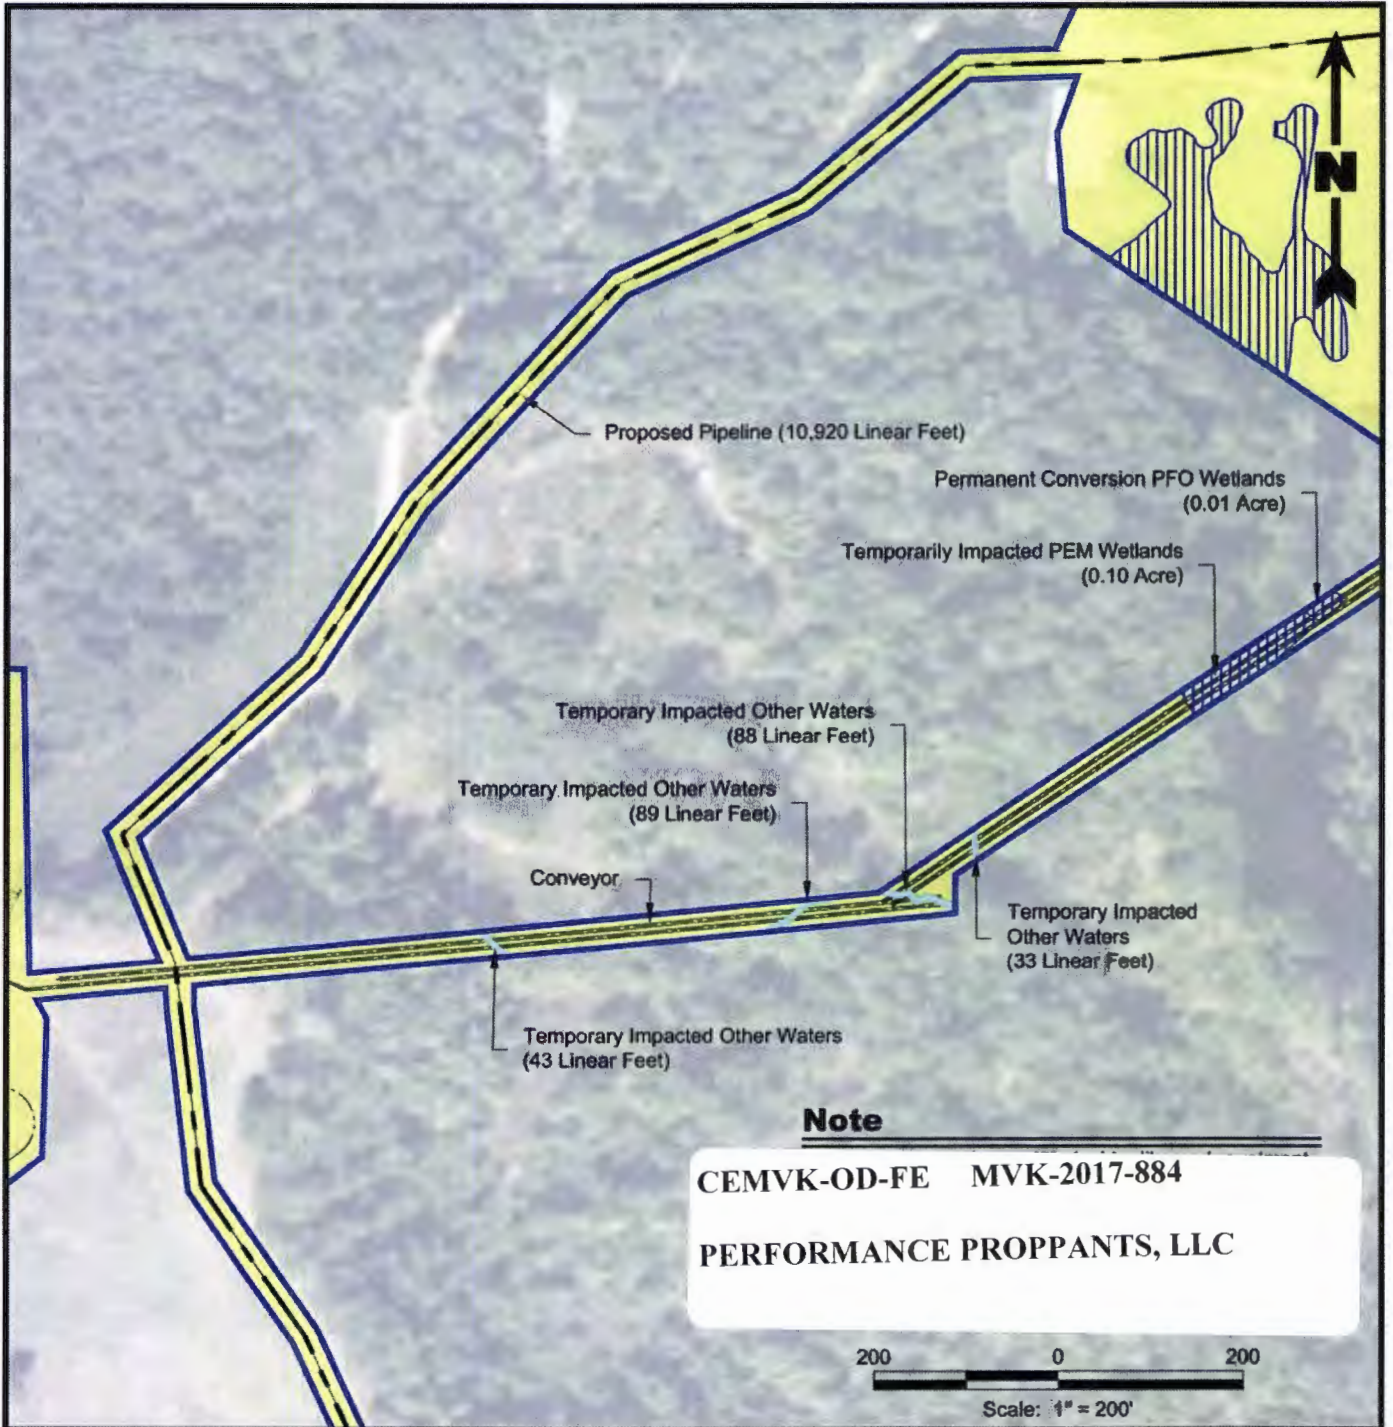 N
Proposed Pipeline (10,920 Linear Feet)
Permanent Conversion PFO Wetlands
(0.01 Acre)
Temporarily Impacted PEM Wetlands
(0.10 Acre)
Temporary Impacted Other Waters
(88 Linear Feet)
Temporary Impacted Other Waters
(89 Linear Feet)
Conveyor
Temporary Impacted
Other Waters
(33 Linear Feet)
Temporary Impacted Other Waters
(43 Linear Feet)
Note
CEMVK-OD-FE MVK-2017-884
PERFORMANCE PROPPANTS, LLC
200 0 200
Scale: 1" = 200'